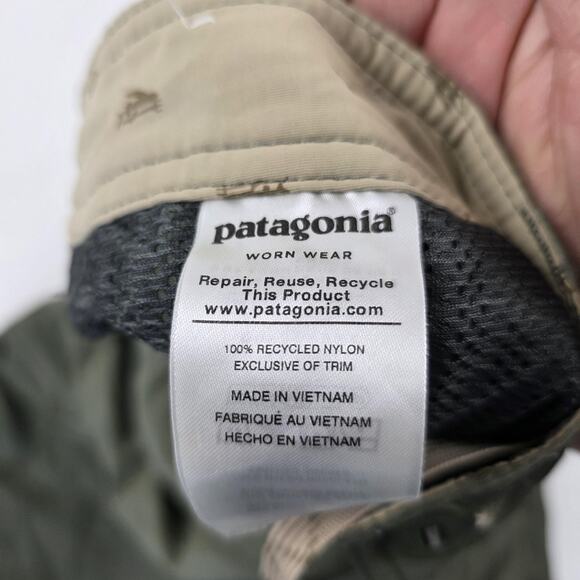 patagonia®
WORN WEAR
Repair, Reuse, Recycle
This Product
www.patagonia.com
100% RECYCLED NYLON
EXCLUSIVE OF TRIM
MADE IN VIETNAM
FABRIQUÉ AU VIETNAM
HECHO EN VIETNAM